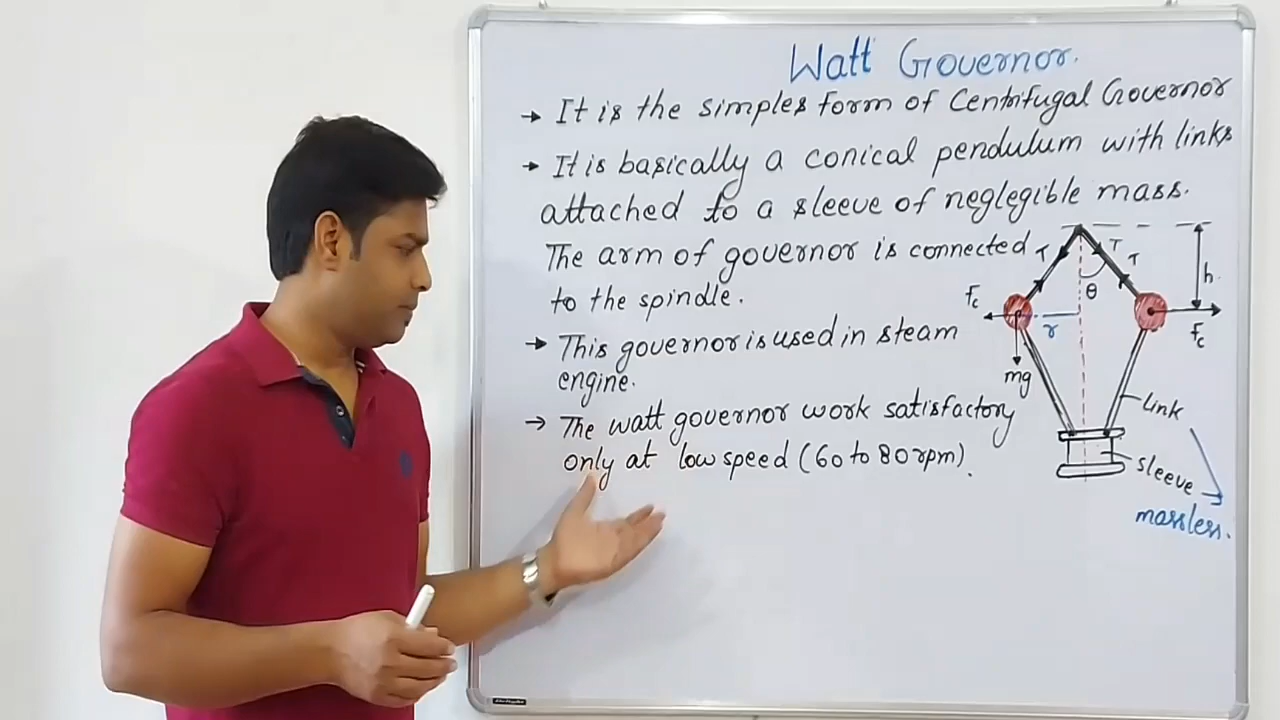 Watt Governor.
→ It is the simples form of Centrifugal Governor
→ It is basically a conical pendulum with links
attached to a sleeve of neglegible mass.
The arm of governor is connected
to the spindle.
→ This governor is used in steam
engine.
→ The watt governor work satisfactory
only at low speed (60 to 80 rpm).
T
T
T
θ
h
Fc
r
Fc
mg
Link
sleeve
massless.